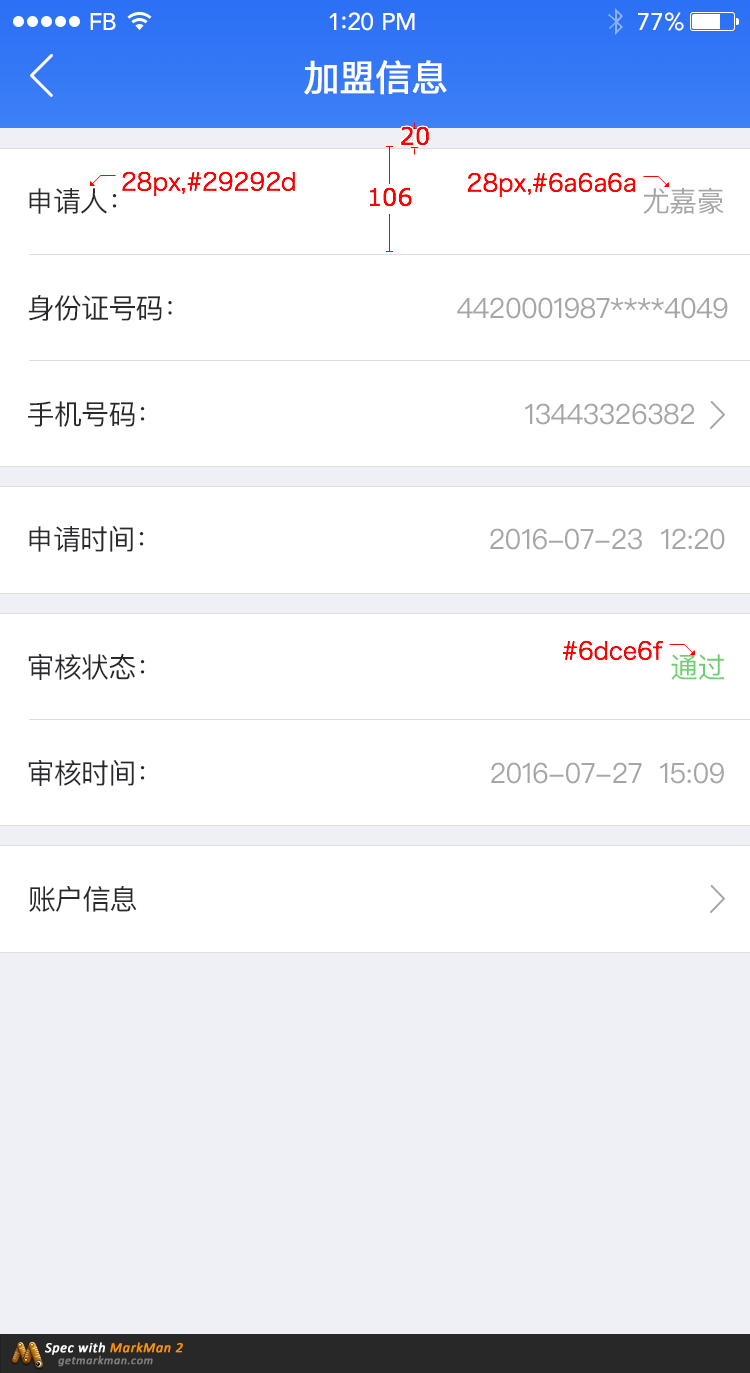 FB 1:20 PM 77%
加盟信息
20
28px,#29292d 106 28px,#6a6a6a
申请人: 尤嘉豪
身份证号码: 4420001987****4049
手机号码: 13443326382
申请时间: 2016-07-23 12:20
#6dce6f
审核状态: 通过
审核时间: 2016-07-27 15:09
账户信息
Spec with MarkMan 2
getmarkman.com